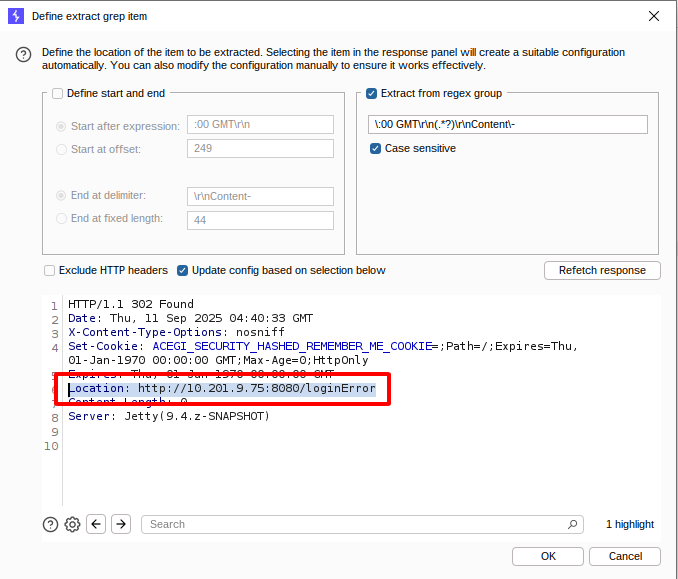 Define extract grep item
Define the location of the item to be extracted. Selecting the item in the response panel will create a suitable configuration
automatically. You can also modify the configuration manually to ensure it works effectively.
Define start and end
Start after expression: :00 GMT\r\n
Start at offset: 249
End at delimiter: \r\nContent-
End at fixed length: 44
Extract from regex group
\:00 GMT\r\n(.*?)\r\nContent\-
Case sensitive
Exclude HTTP headers
Update config based on selection below
Refetch response
1 HTTP/1.1 302 Found
2 Date: Thu, 11 Sep 2025 04:40:33 GMT
3 X-Content-Type-Options: nosniff
4 Set-Cookie: ACEGI_SECURITY_HASHED_REMEMBER_ME_COOKIE=;Path=/;Expires=Thu,
01-Jan-1970 00:00:00 GMT;Max-Age=0;HttpOnly
5 Expires: Thu, 01 Jan 1970 00:00:00 GMT
6 Location: http://10.201.9.75:8080/loginError
7 Content-Length: 0
8 Server: Jetty(9.4.z-SNAPSHOT)
9
10
Search
1 highlight
OK
Cancel